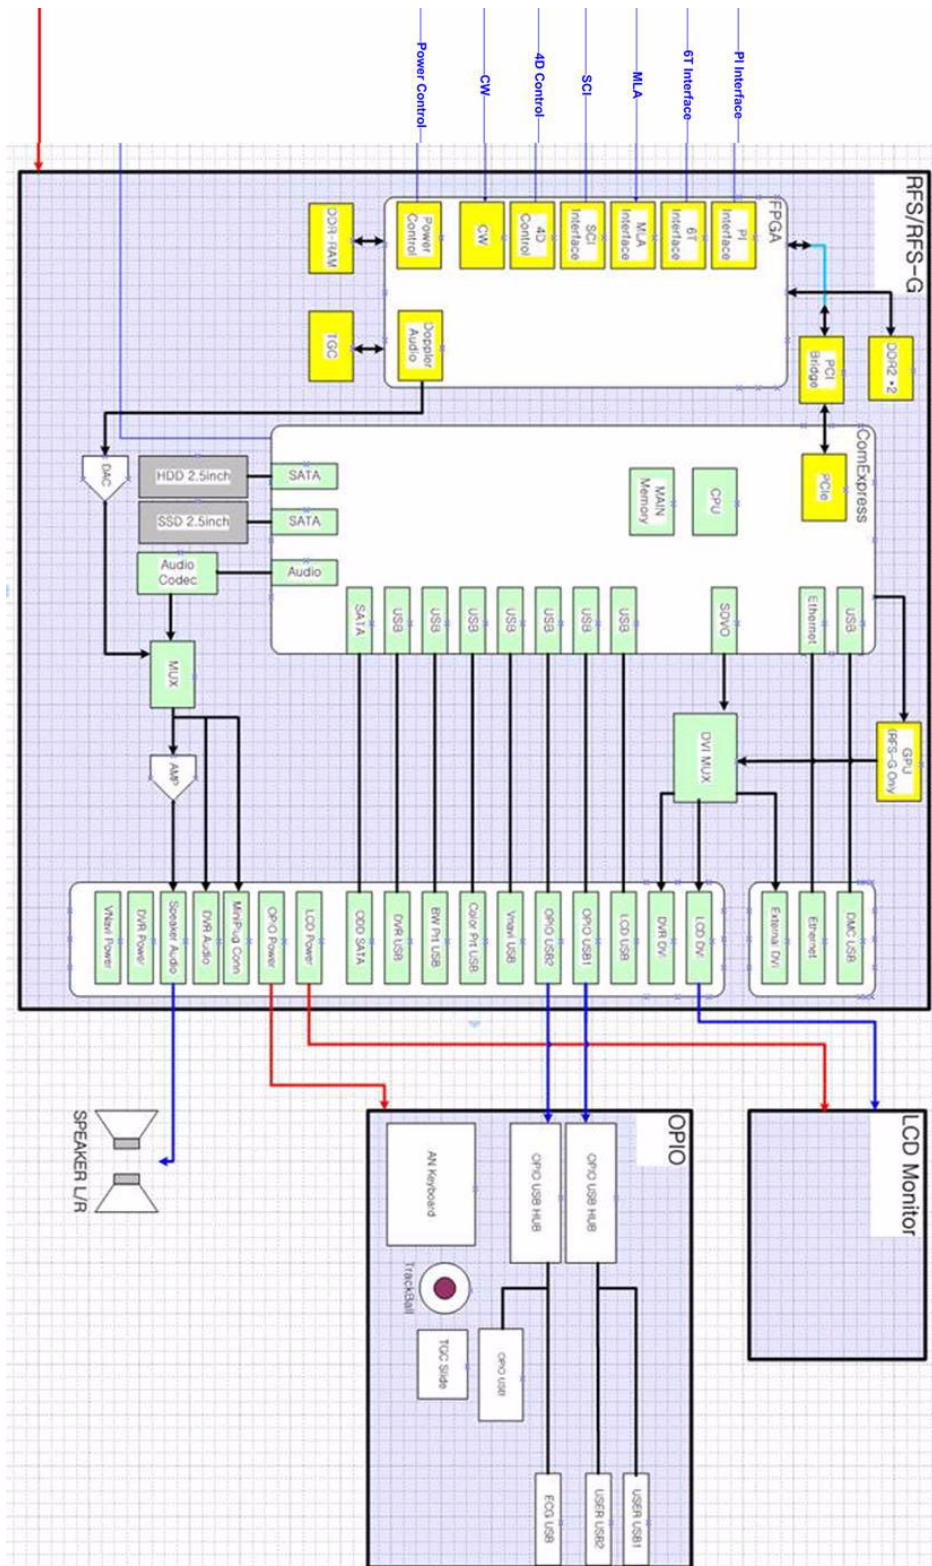 Power Control
CW
4D Control
SCI
MLA
6T Interface
PI Interface
RFS/RFS-G
FPGA
Power
Control
CW
4D
Control
SCI
Interface
MLA
Interface
6T
Interface
PI
Interface
DDR-RAM
TGC
Doppler
Audio
PCI
Bridge
DDR2 *2
ComExpress
PCIe
CPU
MAIN
Memory
DAC
HDD 2.5inch
SSD 2.5inch
SATA
SATA
Audio
Audio
Codec
MUX
AMP
SATA
USB
USB
USB
USB
USB
USB
USB
SDVO
Ethernet
USB
DVI MUX
GPU
(RFS-G Only
VNavi Power
DVR Power
Speaker Audio
DVR Audio
MiniPlug Conn.
OPIO Power
LCD Power
ODD SATA
DVR USB
BW Prt USB
Color Prt USB
Vnavi USB
OPIO USB2
OPIO USB1
LCD USB
DVR DVI
LCD DVI
External DVI
Ethernet
DMC USB
SPEAKER L/R
OPIO
AN Keyboard
OPIO USB HUB
OPIO USB HUB
TrackBall
TGC Slide
OPIO USB
ECG USB
USER USB2
USER USB1
LCD Monitor